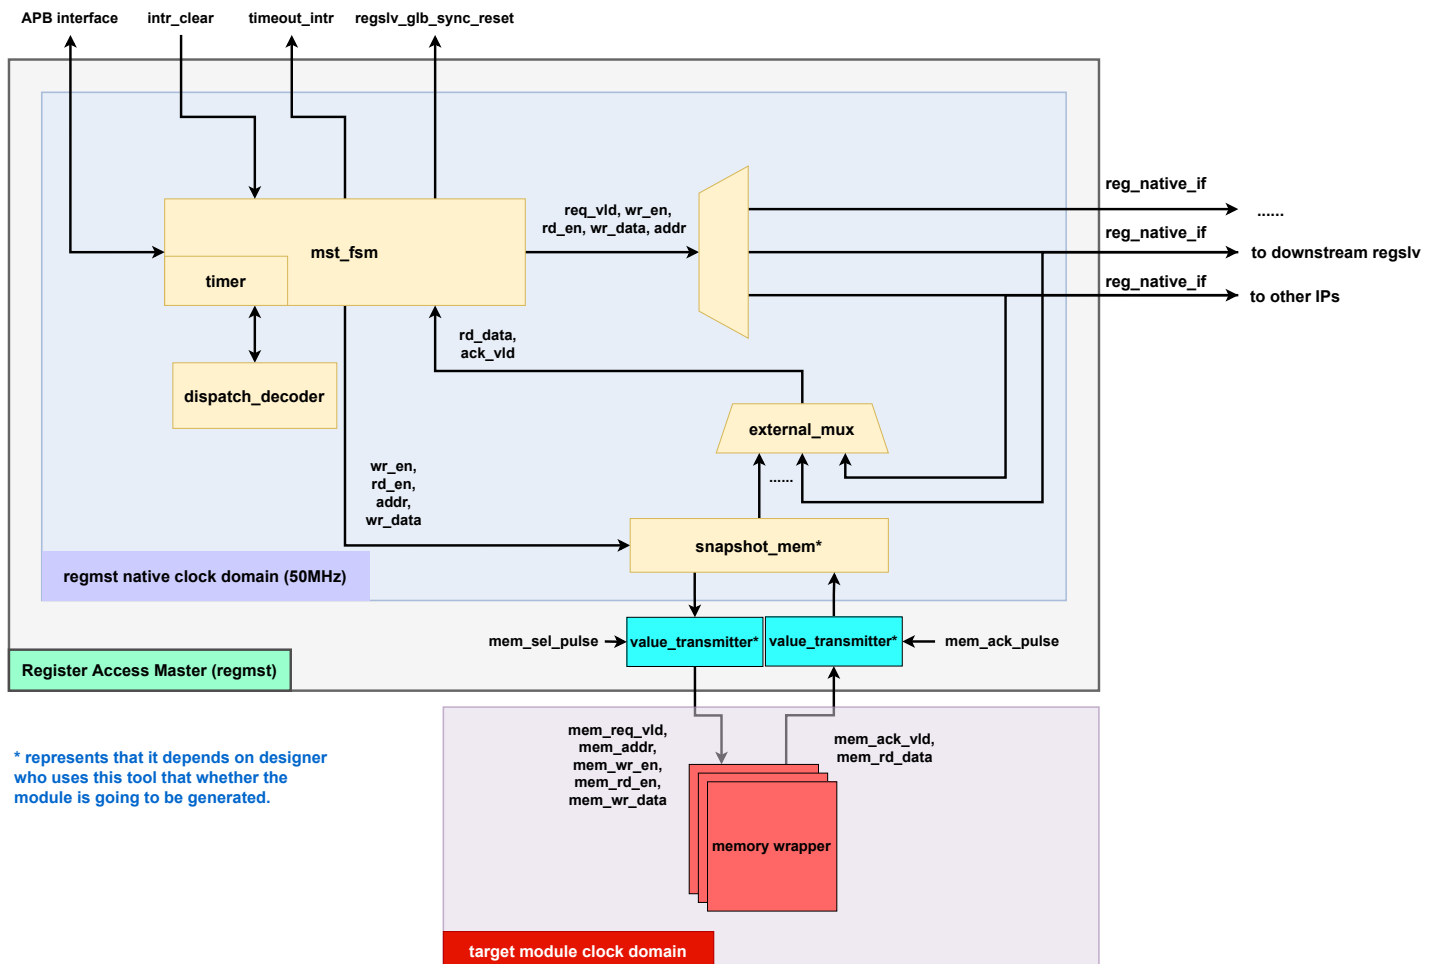 APB interface
intr_clear
timeout_intr
regslv_glb_sync_reset
reg_native_if
......
req_vld, wr_en,
rd_en, wr_data, addr
reg_native_if
to downstream regslv
mst_fsm
timer
reg_native_if
to other IPs
rd_data,
ack_vld
dispatch_decoder
external_mux
wr_en,
rd_en,
addr,
wr_data
......
snapshot_mem*
regmst native clock domain (50MHz)
mem_sel_pulse
value_transmitter*
value_transmitter*
mem_ack_pulse
Register Access Master (regmst)
mem_req_vld,
mem_addr,
mem_wr_en,
mem_rd_en,
mem_wr_data
mem_ack_vld,
mem_rd_data
* represents that it depends on designer
who uses this tool that whether the
module is going to be generated.
memory wrapper
target module clock domain